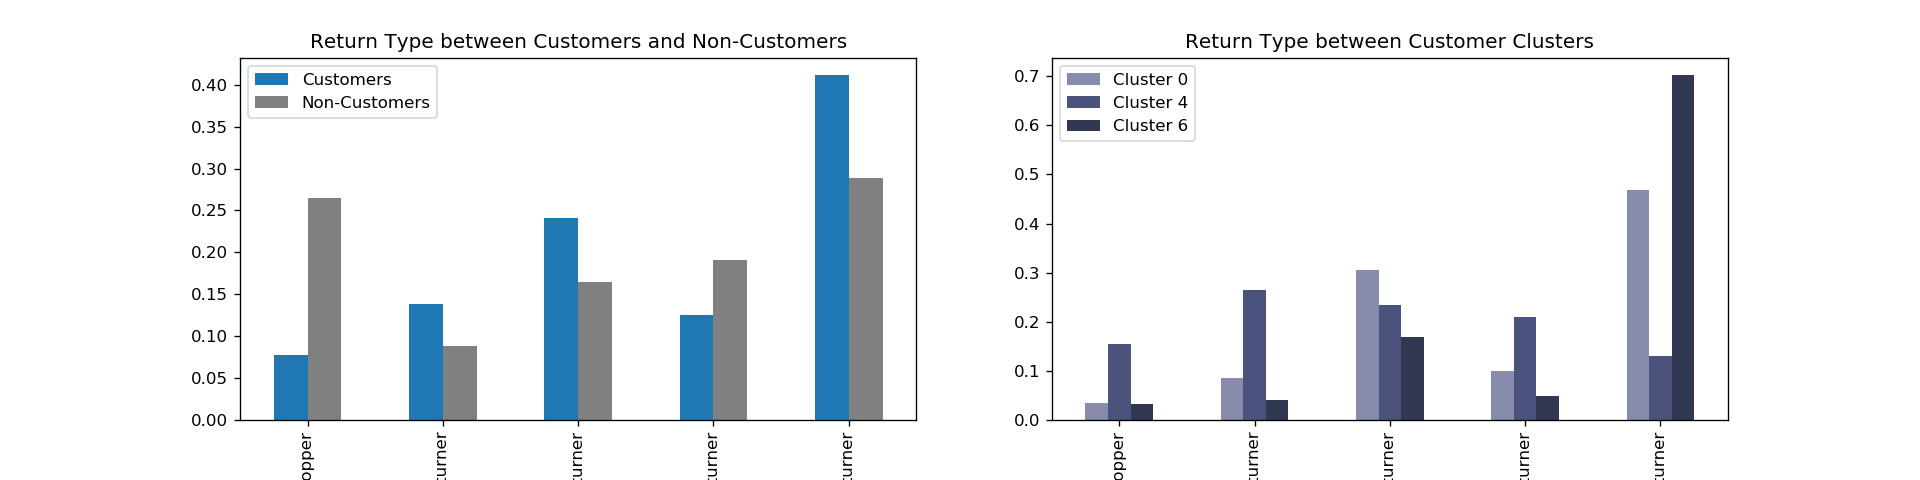 Return Type between Customers and Non-Customers
Customers
Non-Customers
0.40
0.35
0.30
0.25
0.20
0.15
0.10
0.05
0.00
Return Type between Customer Clusters
Cluster 0
Cluster 4
Cluster 6
0.7
0.6
0.5
0.4
0.3
0.2
0.1
0.0